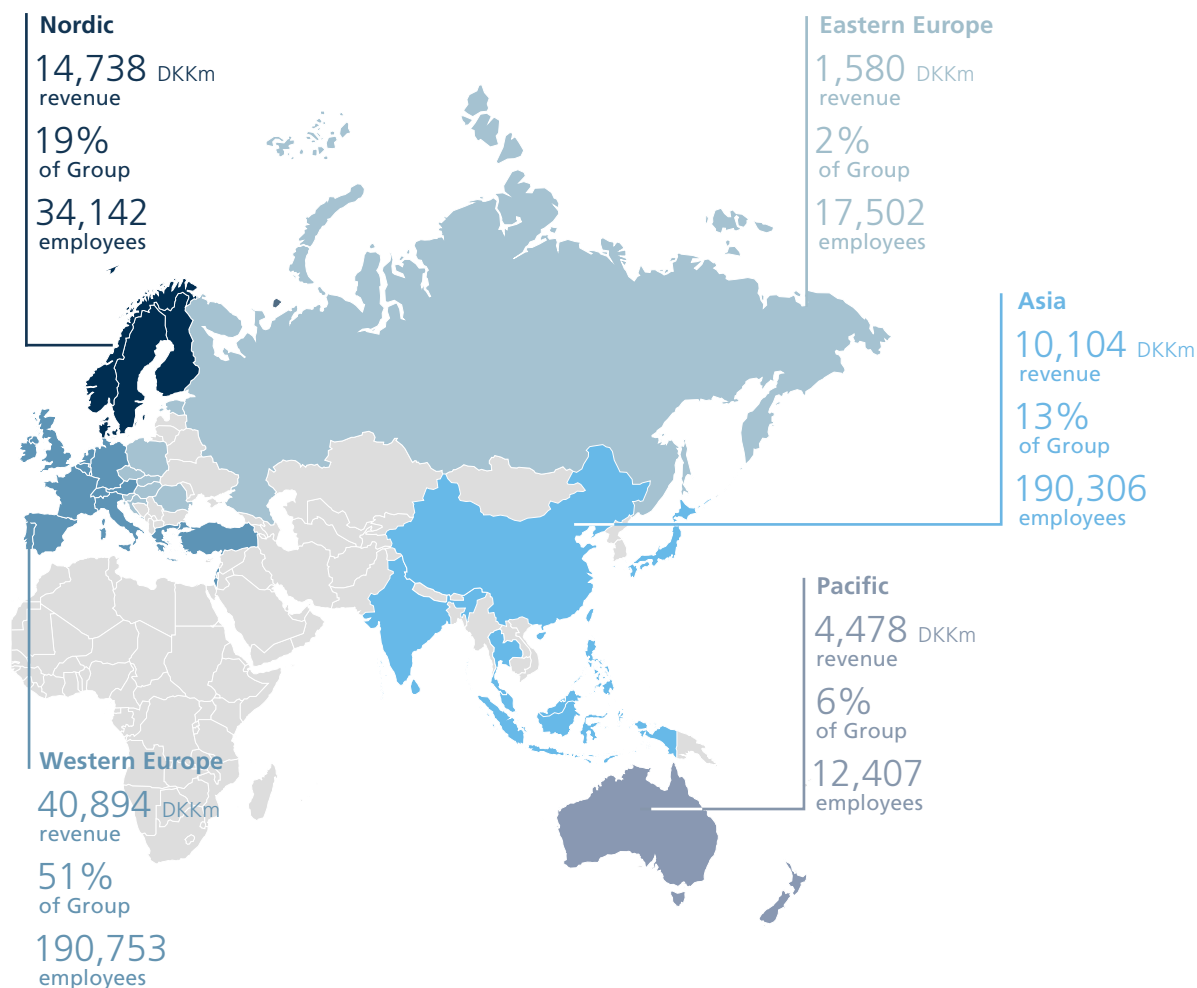 Nordic
14,738 DKKm
revenue
19%
of Group
34,142
employees
Eastern Europe
1,580 DKKm
revenue
2%
of Group
17,502
employees
Asia
10,104 DKKm
revenue
13%
of Group
190,306
employees
Pacific
4,478 DKKm
revenue
6%
of Group
12,407
employees
Western Europe
40,894 DKKm
revenue
51%
of Group
190,753
employees